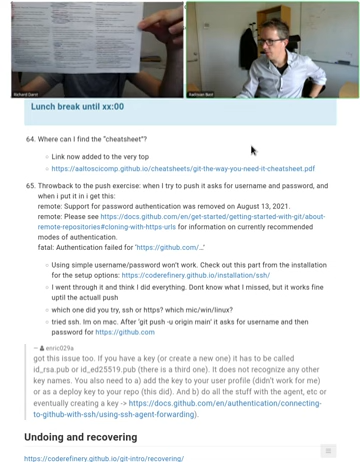 Richard Darst
Radovan Bast
Lunch break until xx:00
64. Where can I find the "cheatsheet"?
Link now added to the very top
https://aaltoscicomp.github.io/cheatsheets/git-the-way-you-need-it-cheatsheet.pdf
65. Throwback to the push exercise: when I try to push it asks for username and password, and
when i put it in i get this:
remote: Support for password authentication was removed on August 13, 2021.
remote: Please see https://docs.github.com/en/get-started/getting-started-with-git/about-
remote-repositories#cloning-with-https-urls for information on currently recommended
modes of authentication.
fatal: Authentication failed for 'https://github.com/..."
Using simple username/password won't work. Check out this part from the installation
for the setup options: https://coderefinery.github.io/installation/ssh/
I went through it and think I did everything. Dont know what I missed, but it works fine
uptil the actuall push
which one did you try, ssh or https? which mic/win/linux?
tried ssh. Im on mac. After 'git push -u origin main' it asks for username and then
password for https://github.com
— enric029a
got this issue too. If you have a key (or create a new one) it has to be called
id_rsa.pub or id_ed25519.pub (there is a third one). It does not recognize any other
key names. You also need to a) add the key to your user profile (didn't work for me)
or as a deploy key to your repo (this did). And b) do all the stuff with the agent, etc or
eventually creating a key -> https://docs.github.com/en/authentication/connecting-
to-github-with-ssh/using-ssh-agent-forwarding).
Undoing and recovering
https://coderefinery.github.io/git-intro/recovering/